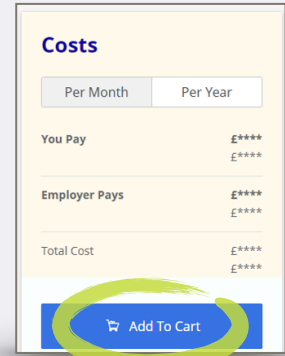 Costs
Per Month Per Year
You Pay £****
£****
Employer Pays £****
£****
Total Cost £****
£****
Add To Cart